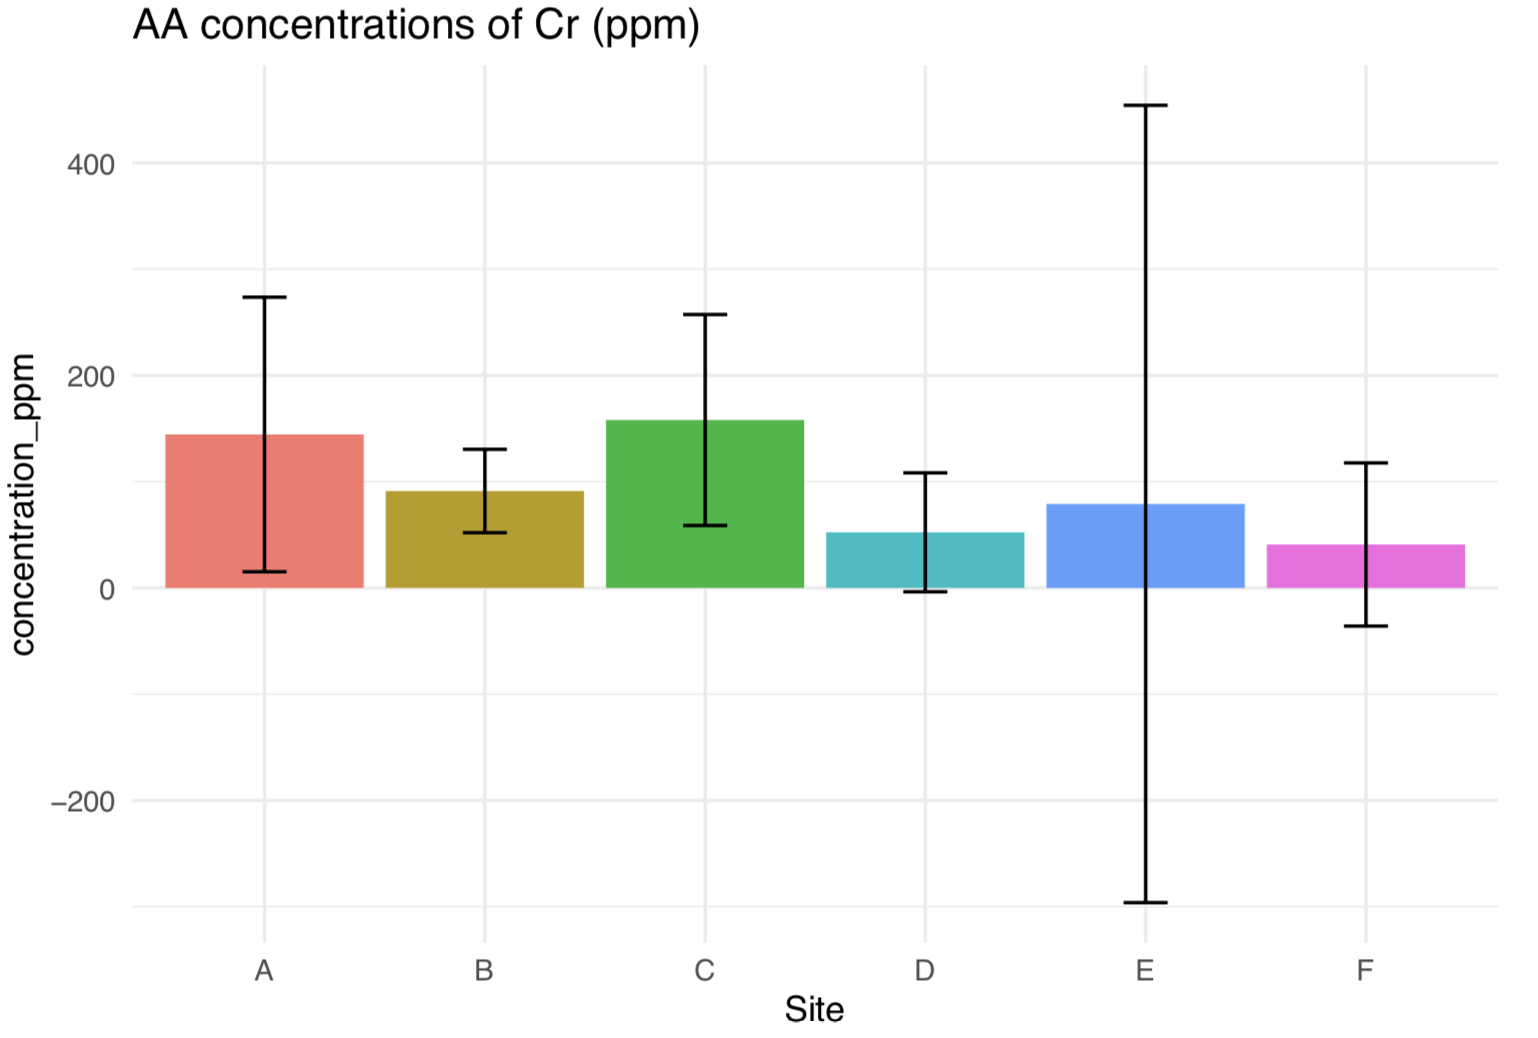 AA concentrations of Cr (ppm)
concentration_ppm
400
200
0
−200
A B C D E F
Site